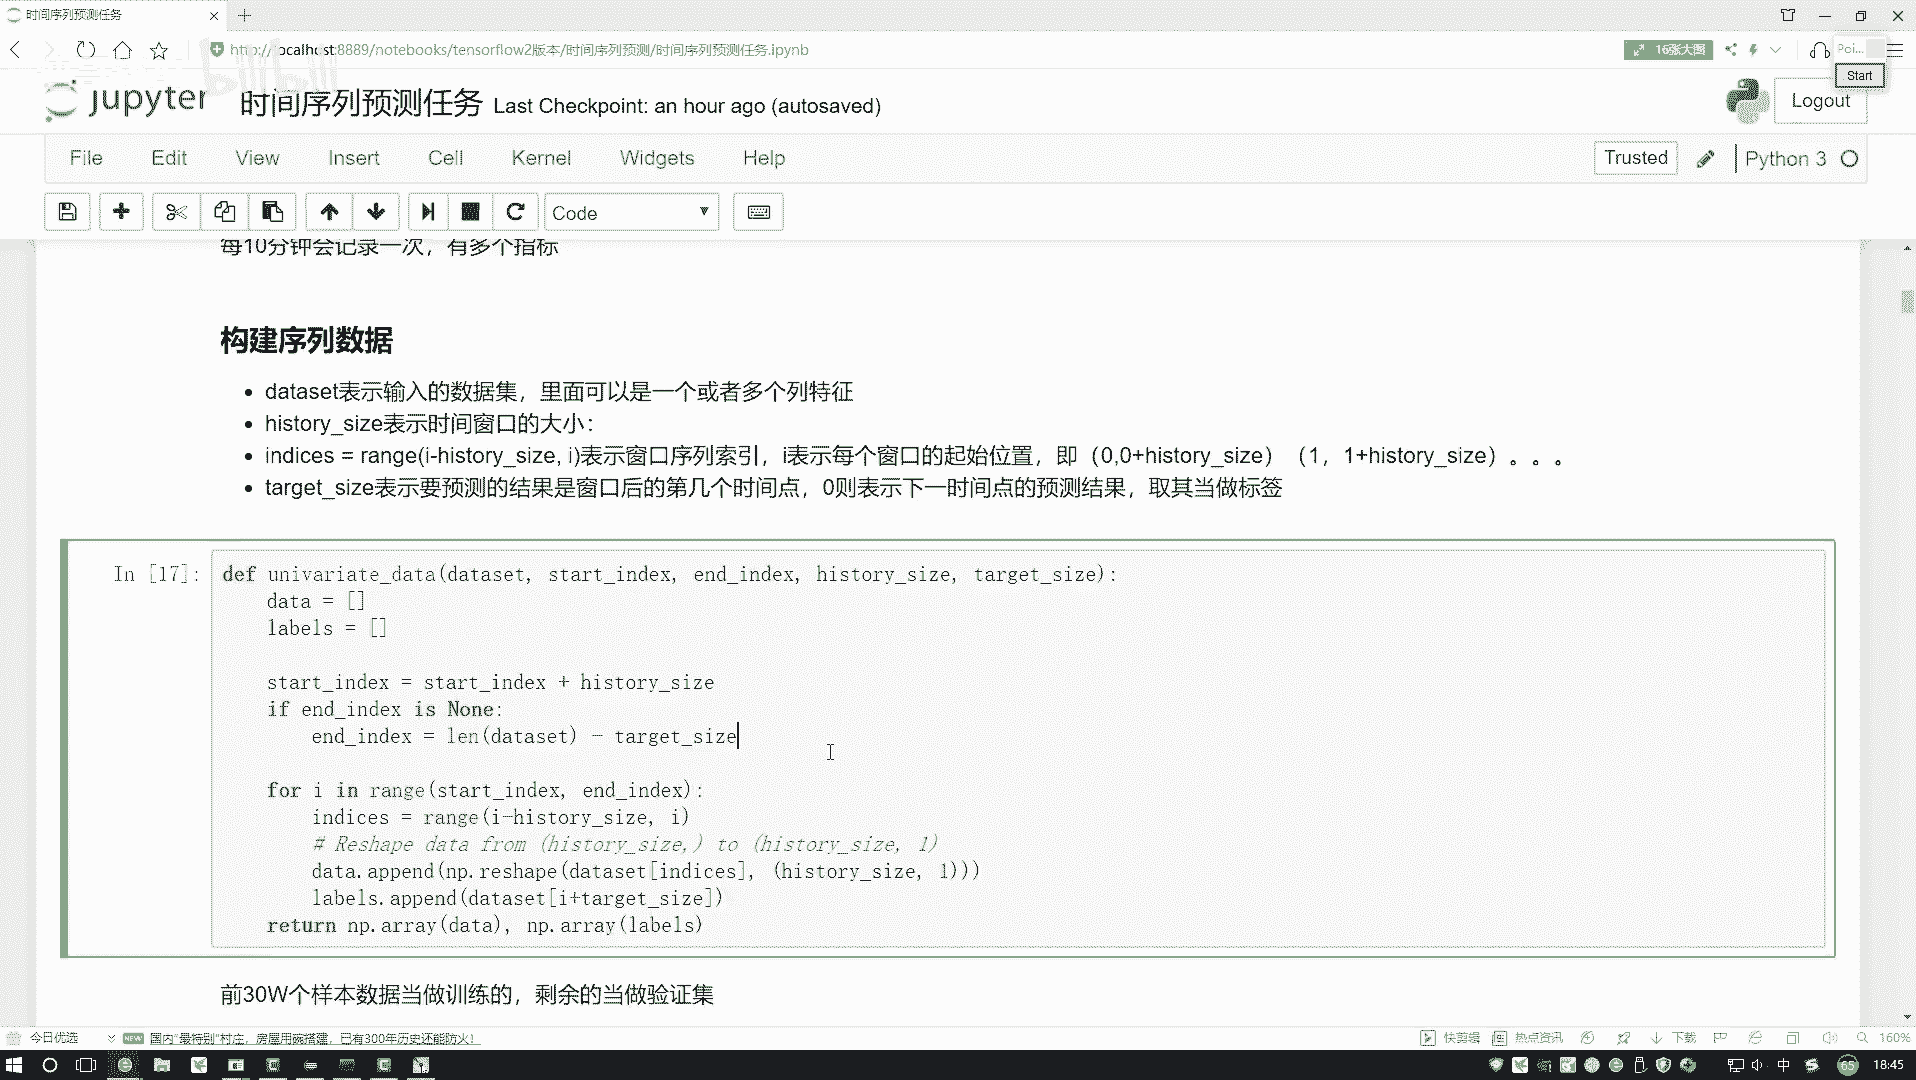 时间序列预测任务
http://localhost:8889/notebooks/tensorflow2版本/时间序列预测/时间序列预测任务.ipynb
16张大图
Poi...
Start
bilibili
jupyter 时间序列预测任务 Last Checkpoint: an hour ago (autosaved)
Logout
File Edit View Insert Cell Kernel Widgets Help
Trusted
Python 3
Code
每10分钟会记录一次，有多个指标
构建序列数据
• dataset表示输入的数据集，里面可以是一个或者多个列特征
• history_size表示时间窗口的大小：
• indices = range(i-history_size, i)表示窗口序列索引，i表示每个窗口的起始位置，即（0,0+history_size）（1，1+history_size）。。。
• target_size表示要预测的结果是窗口后的第几个时间点，0则表示下一时间点的预测结果，取其当做标签
In [17]:
def univariate_data(dataset, start_index, end_index, history_size, target_size):
    data = []
    labels = []
    start_index = start_index + history_size
    if end_index is None:
        end_index = len(dataset) - target_size
    for i in range(start_index, end_index):
        indices = range(i-history_size, i)
        # Reshape data from (history_size,) to (history_size, 1)
        data.append(np.reshape(dataset[indices], (history_size, 1)))
        labels.append(dataset[i+target_size])
    return np.array(data), np.array(labels)
前30W个样本数据当做训练的，剩余的当做验证集
今日优选
NEW 国内"最特别"村庄，房屋用碗搭建，已有300年历史还能防火！
快剪辑 热点资讯 下载 160%
中 65 18:45